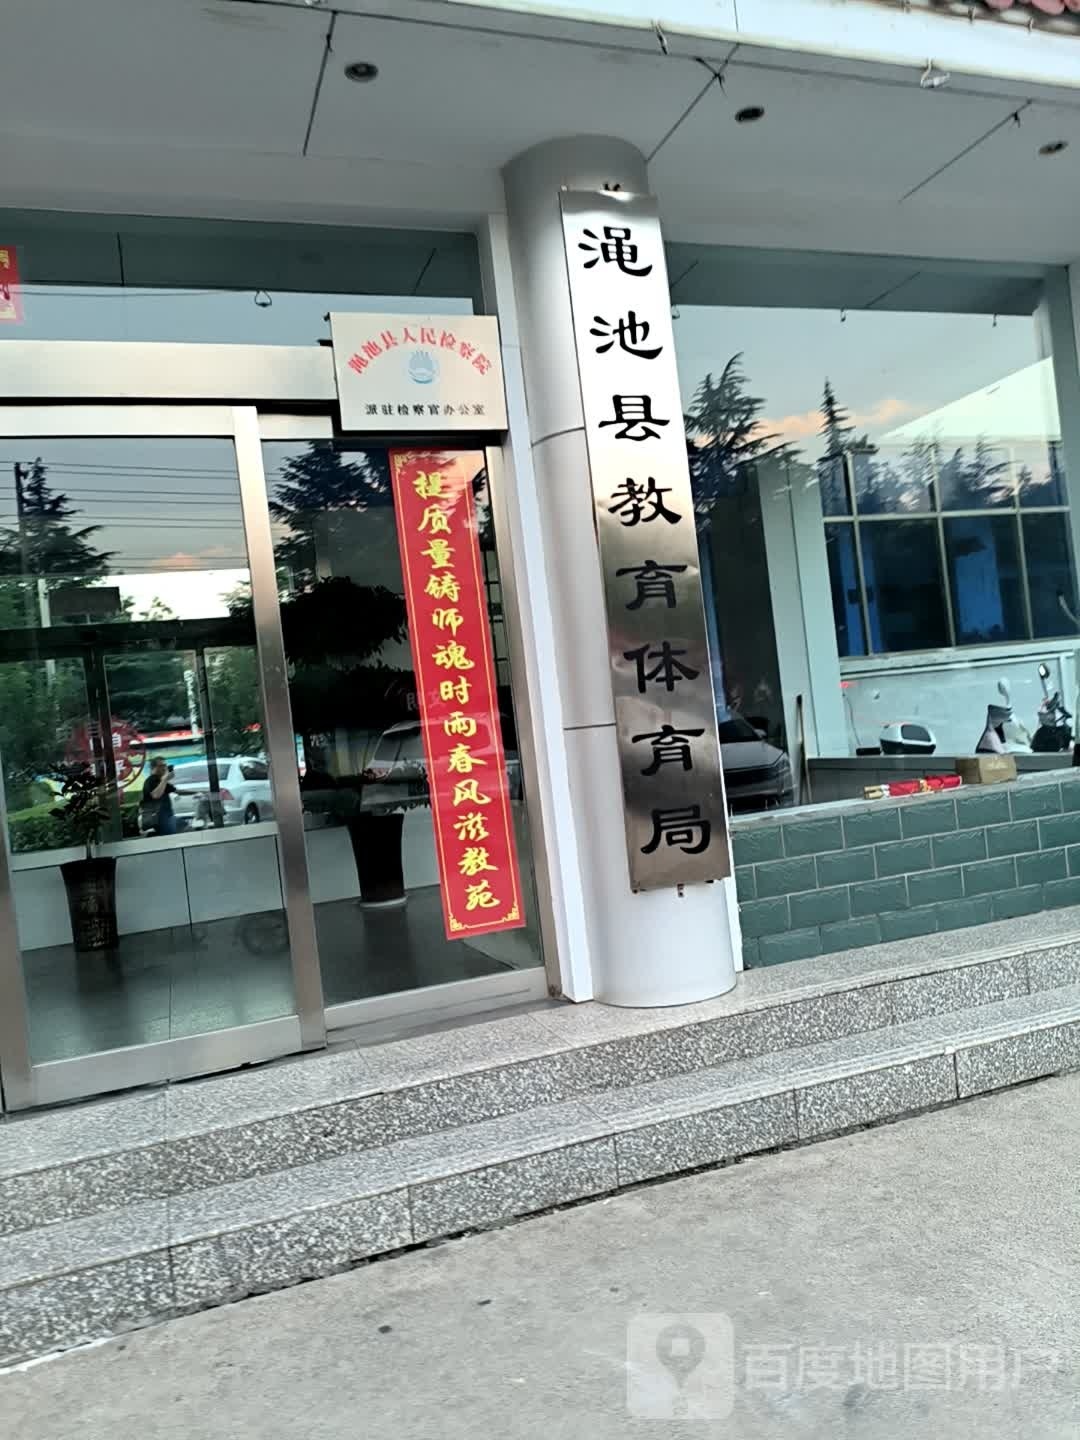 渑池县人民检察院
派驻检察官办公室
提质量铸师魂时雨春风滋教苑
渑池县教育体育局
百度地图用户